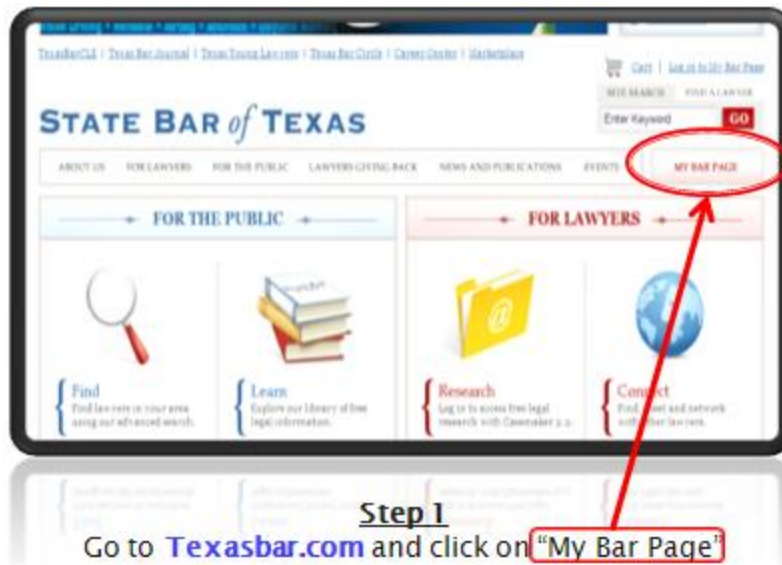 TexasBarCLE | Texas Bar Journal | Texas Young Lawyers | Texas Bar Circle | Career Center | Marketplace
Cart | Log in to My Bar Page
SITE SEARCH FIND A LAWYER
STATE BAR of TEXAS
Enter Keyword GO
ABOUT US FOR LAWYERS FOR THE PUBLIC LAWYERS GIVING BACK NEWS AND PUBLICATIONS EVENTS MY BAR PAGE
FOR THE PUBLIC
FOR LAWYERS
Find
Find lawyers in your area
using our advanced search.
Learn
Explore our library of free
legal information.
Research
Log in to access free legal
research with Casemaker 2.2.
Connect
Find, meet and network
with other lawyers.
Step 1
Go to Texasbar.com and click on "My Bar Page"